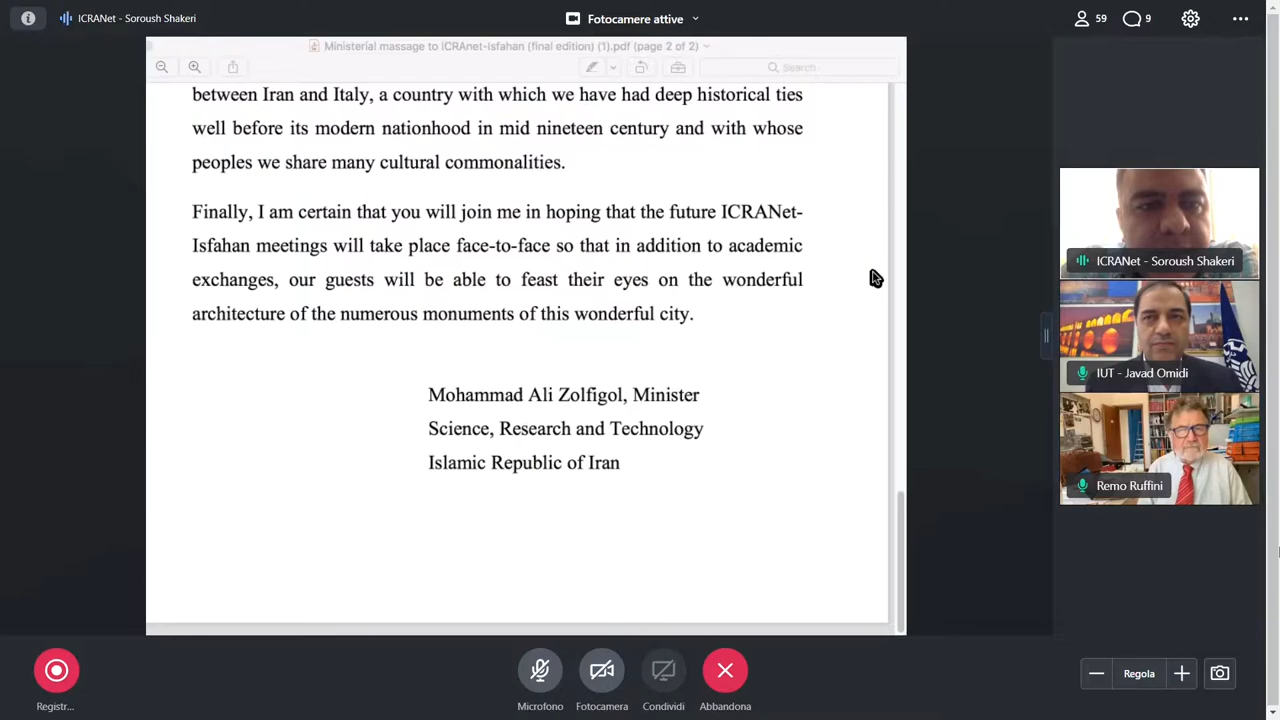 ICRANet - Soroush Shakeri
Fotocamere attive
59
9
Ministerial massage to ICRAnet-isfahan (final edition) (1).pdf (page 2 of 2)
Search
between Iran and Italy, a country with which we have had deep historical ties
well before its modern nationhood in mid nineteen century and with whose
peoples we share many cultural commonalities.
Finally, I am certain that you will join me in hoping that the future ICRANet-
Isfahan meetings will take place face-to-face so that in addition to academic
exchanges, our guests will be able to feast their eyes on the wonderful
architecture of the numerous monuments of this wonderful city.
Mohammad Ali Zolfigol, Minister
Science, Research and Technology
Islamic Republic of Iran
ICRANet - Soroush Shakeri
IUT - Javad Omidi
Remo Ruffini
Registr...
Microfono
Fotocamera
Condividi
Abbandona
Regola